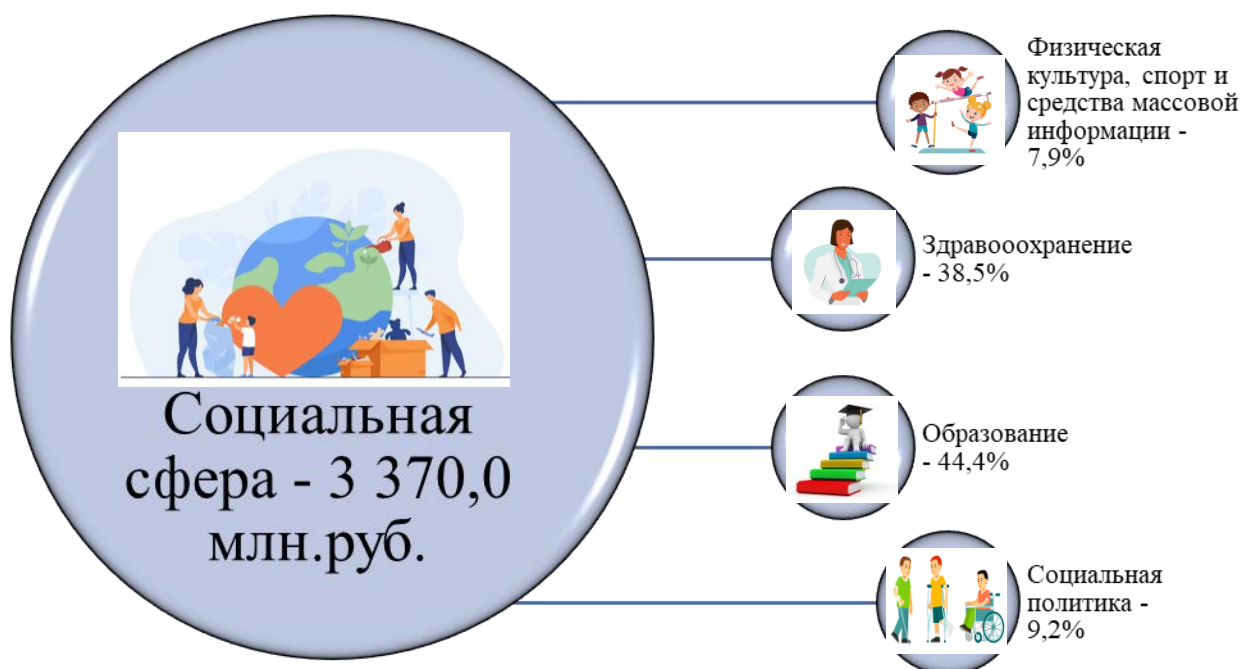 Социальная
сфера - 3 370,0
млн.руб.
Физическая
культура, спорт и
средства массовой
информации -
7,9%
Здравооохранение
- 38,5%
Образование
- 44,4%
Социальная
политика -
9,2%